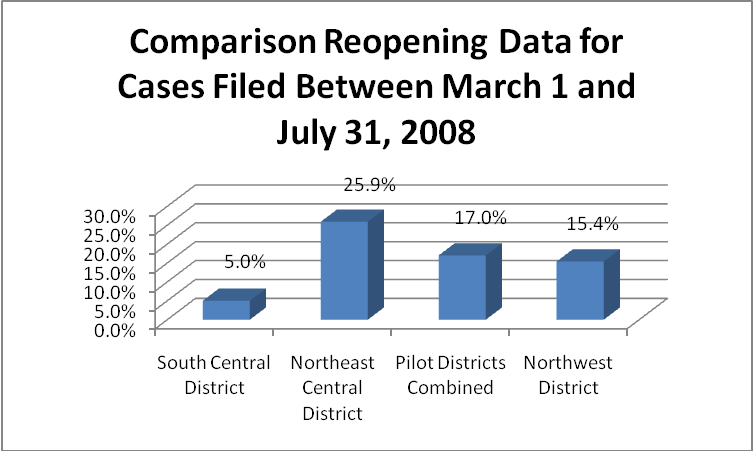 Comparison Reopening Data for
Cases Filed Between March 1 and
July 31, 2008
25.9%
17.0%
15.4%
5.0%
30.0%
25.0%
20.0%
15.0%
10.0%
5.0%
0.0%
South Central
District
Northeast
Central
District
Pilot Districts
Combined
Northwest
District